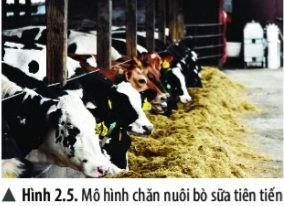 ▲ Hình 2.5. Mô hình chăn nuôi bò sữa tiên tiến